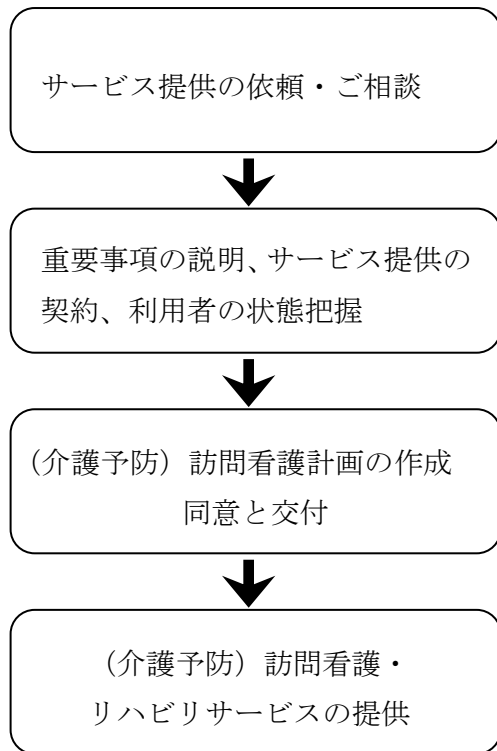 サービス提供の依頼・ご相談
重要事項の説明、サービス提供の
契約、利用者の状態把握
(介護予防）訪問看護計画の作成
同意と交付
(介護予防）訪問看護・
リハビリサービスの提供